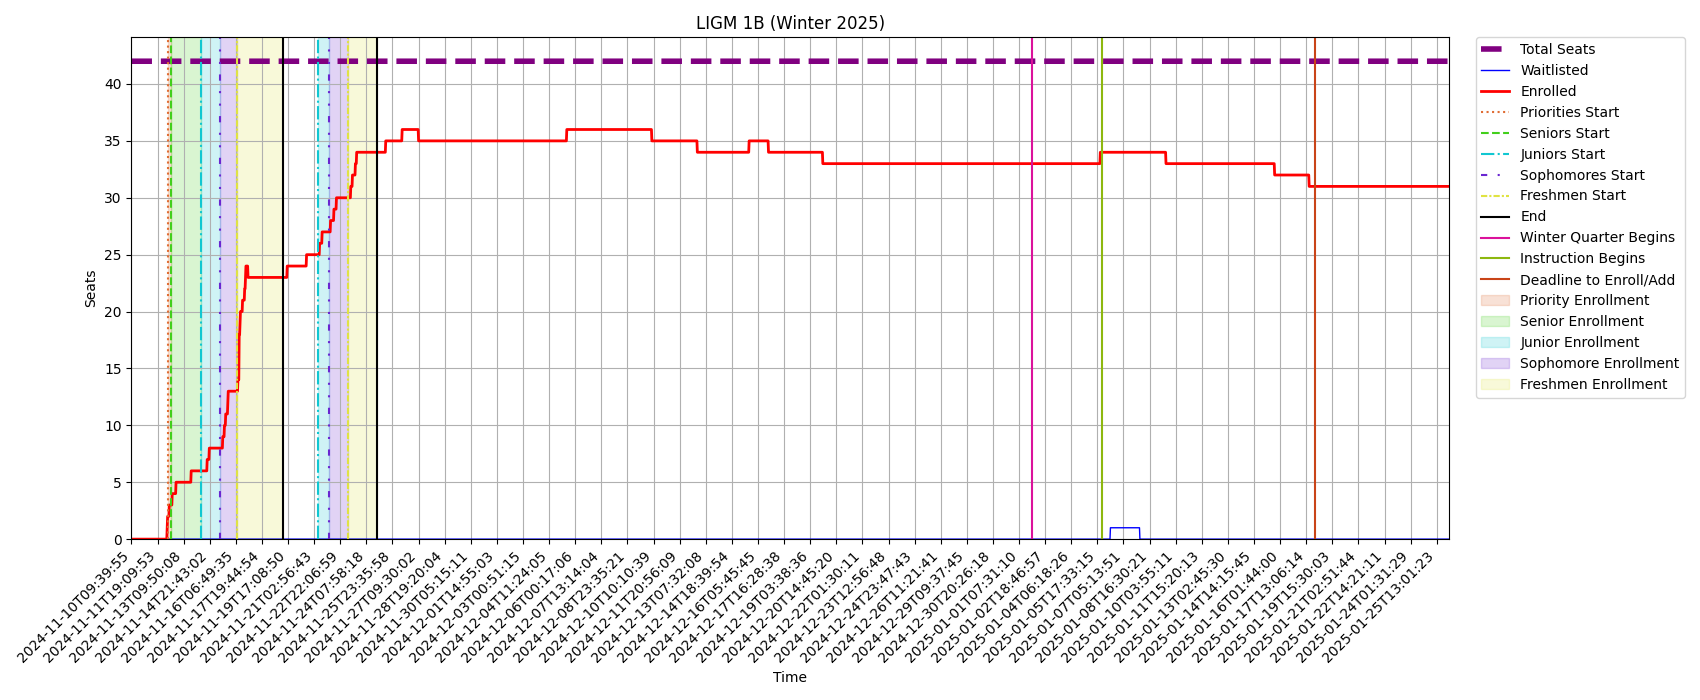 LIGM 1B (Winter 2025)
Seats
40
35
30
25
20
15
10
5
0
2024-11-10T09:39:55
2024-11-11T19:09:53
2024-11-13T09:50:08
2024-11-14T21:43:02
2024-11-16T06:49:35
2024-11-17T19:44:54
2024-11-19T17:08:50
2024-11-21T02:56:43
2024-11-22T22:06:59
2024-11-24T07:58:18
2024-11-25T23:35:58
2024-11-27T09:30:02
2024-11-28T19:20:04
2024-11-30T05:15:11
2024-12-01T14:55:03
2024-12-03T00:51:15
2024-12-04T11:24:05
2024-12-06T00:17:06
2024-12-07T13:14:04
2024-12-08T23:35:21
2024-12-10T10:10:39
2024-12-11T20:56:09
2024-12-13T07:32:08
2024-12-14T18:39:54
2024-12-16T05:45:45
2024-12-17T16:28:38
2024-12-19T03:38:36
2024-12-20T14:45:20
2024-12-22T01:30:11
2024-12-23T12:56:48
2024-12-24T23:47:43
2024-12-26T11:21:41
2024-12-29T09:37:45
2024-12-30T20:26:18
2025-01-01T07:31:10
2025-01-02T18:46:57
2025-01-04T06:18:26
2025-01-05T17:33:15
2025-01-07T05:13:51
2025-01-08T16:30:21
2025-01-10T03:55:11
2025-01-11T15:20:13
2025-01-13T02:45:30
2025-01-14T14:15:45
2025-01-16T01:44:00
2025-01-17T13:06:14
2025-01-19T15:30:03
2025-01-21T02:51:44
2025-01-22T14:21:11
2025-01-24T01:31:29
2025-01-25T13:01:23
Time
Total Seats
Waitlisted
Enrolled
Priorities Start
Seniors Start
Juniors Start
Sophomores Start
Freshmen Start
End
Winter Quarter Begins
Instruction Begins
Deadline to Enroll/Add
Priority Enrollment
Senior Enrollment
Junior Enrollment
Sophomore Enrollment
Freshmen Enrollment